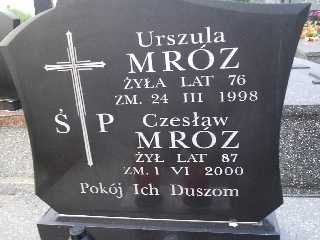 Urszula
MRÓZ
ŻYŁA LAT 76
ZM. 24 III 1998
Ś P Czesław
MRÓZ
ŻYŁ LAT 87
ZM. 1 VI 2000
Pokój Ich Duszom